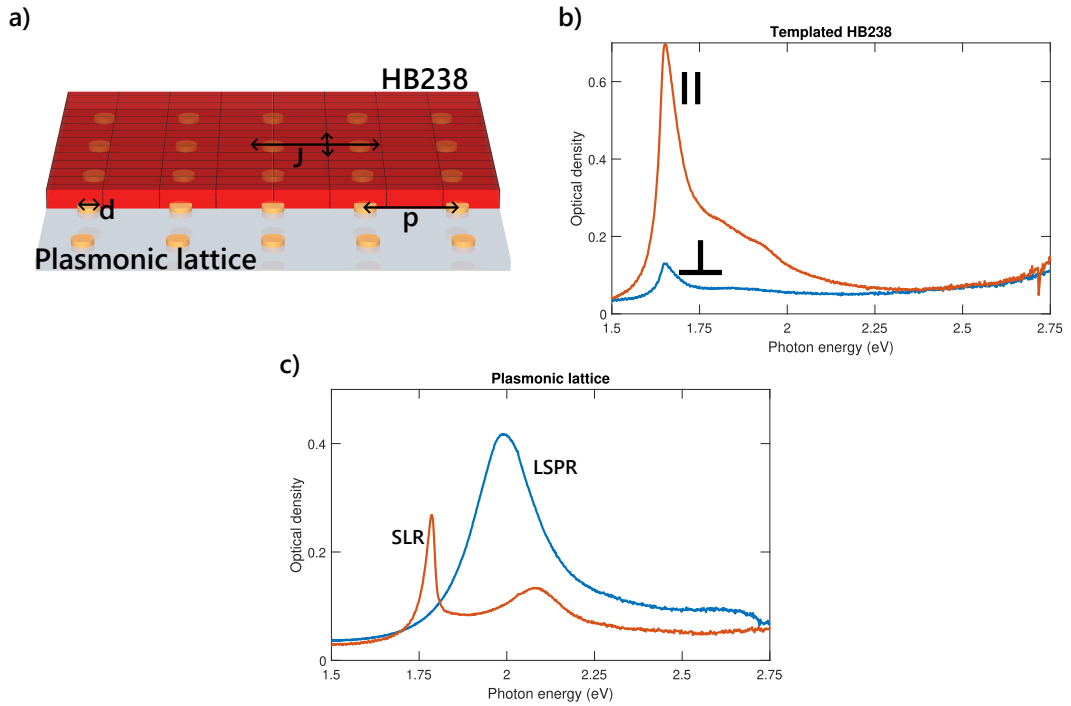 a)
HB238
J
d
p
Plasmonic lattice
b)
Templated HB238
Optical density
0.6
0.4
0.2
0
||
⊥
1.5 1.75 2 2.25 2.5 2.75
Photon energy (eV)
c)
Plasmonic lattice
Optical density
0.4
0.2
0
LSPR
SLR
1.5 1.75 2 2.25 2.5 2.75
Photon energy (eV)